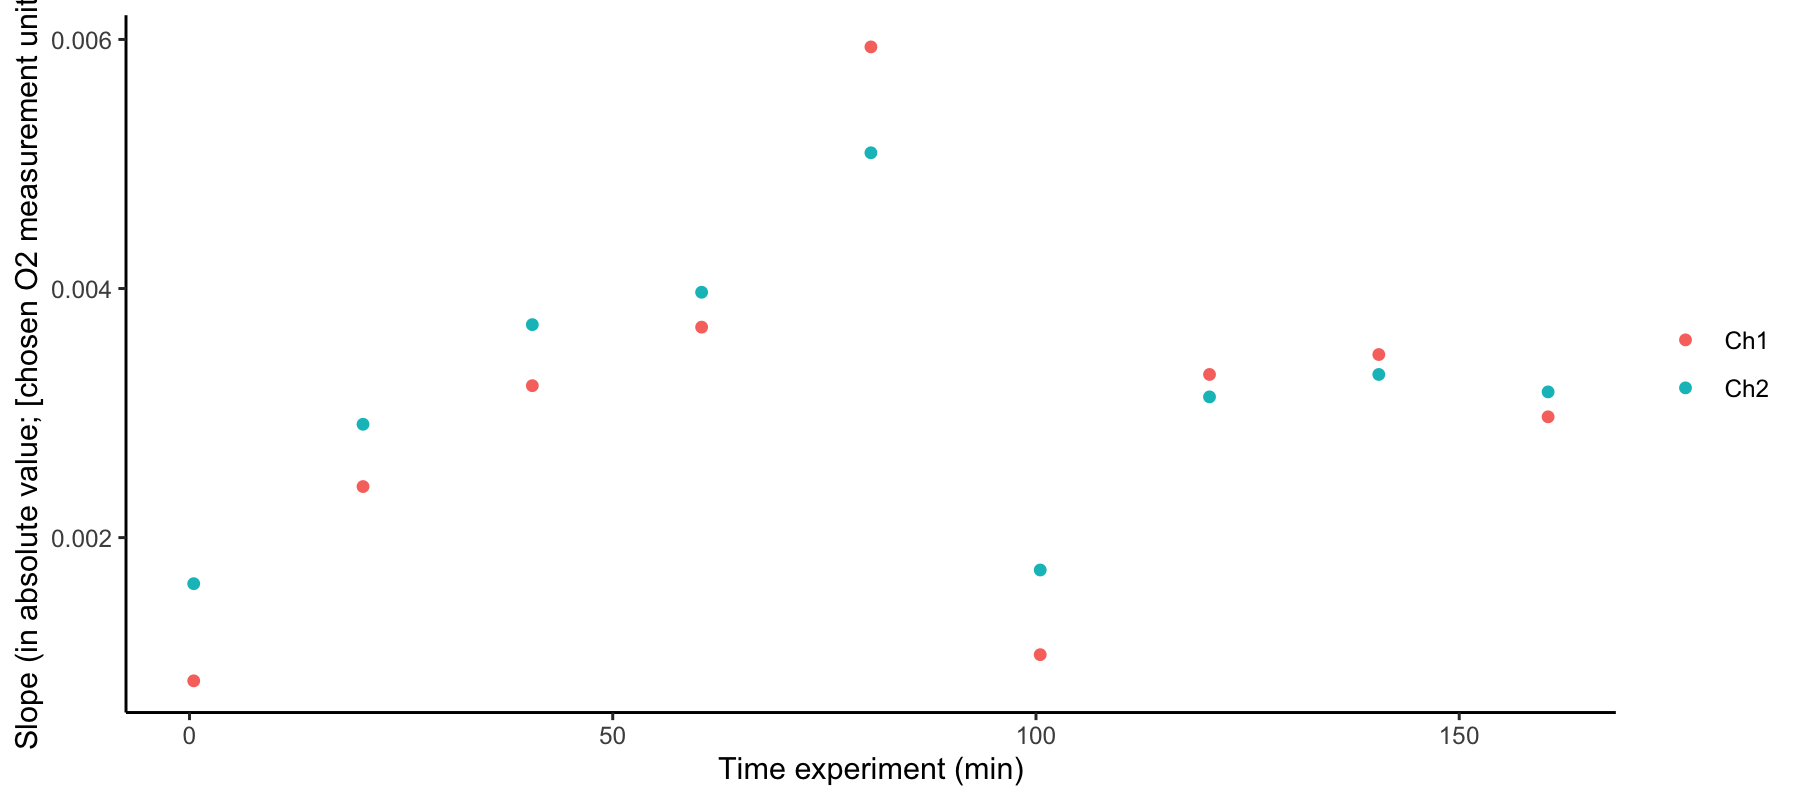 Slope (in absolute value; [chosen O2 measurement unit
0.006
0.004
0.002
0
50
100
150
Time experiment (min)
Ch1
Ch2